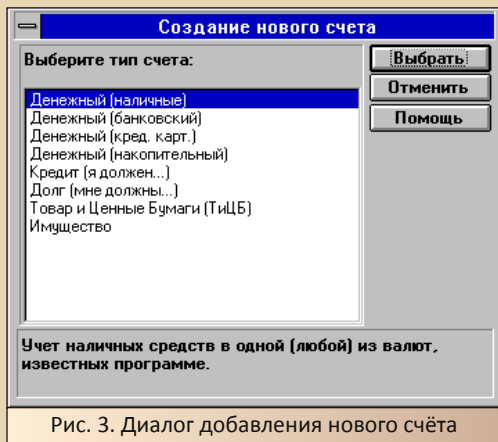 Создание нового счета
Выберите тип счета:
Выбрать
Отменить
Помощь
Денежный (наличные)
Денежный (банковский)
Денежный (кред. карт.)
Денежный (накопительный)
Кредит (я должен...)
Долг (мне должны...)
Товар и Ценные Бумаги (ТиЦБ)
Имущество
Учет наличных средств в одной (любой) из валют,
известных программе.
Рис. 3. Диалог добавления нового счёта